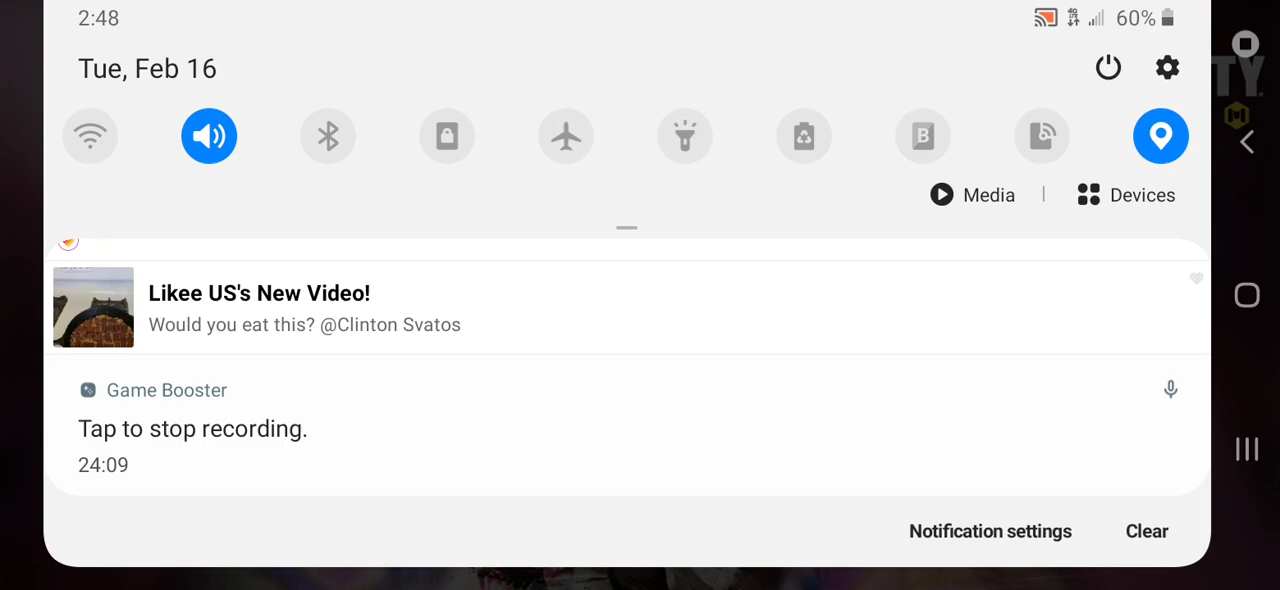 2:48
60%
Tue, Feb 16
TY.
Media | Devices
Likee US's New Video!
Would you eat this? @Clinton Svatos
Game Booster
Tap to stop recording.
24:09
Notification settings
Clear